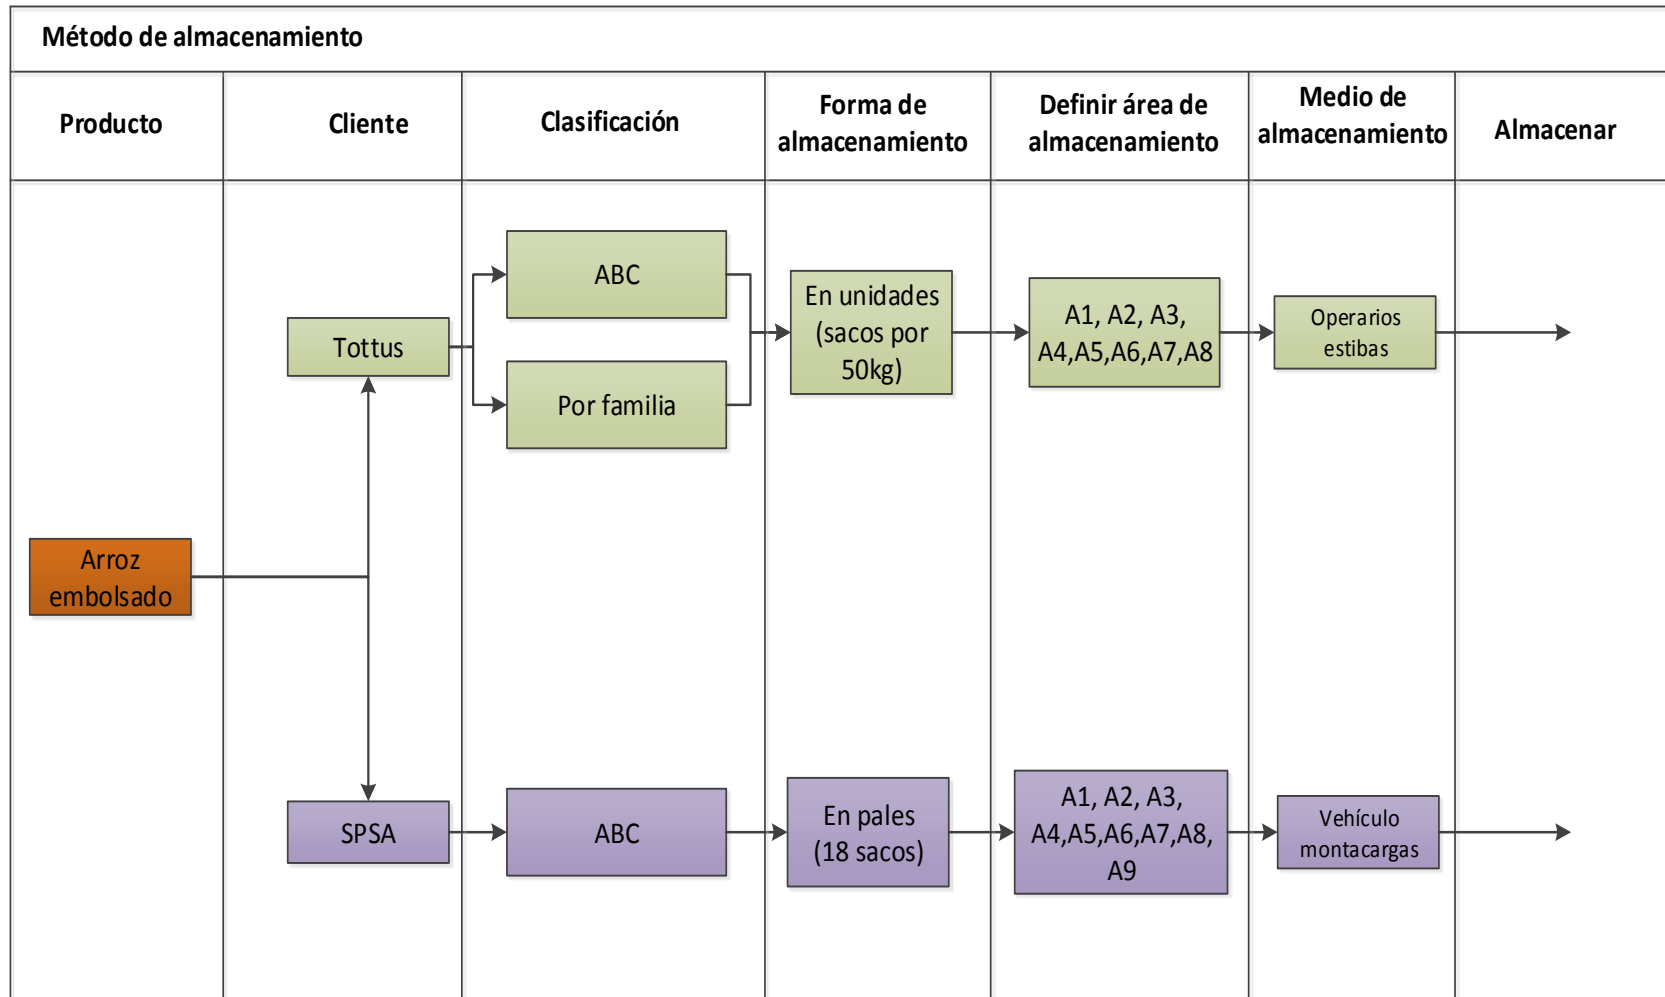 Método de almacenamiento
Producto
Cliente
Clasificación
Forma de
almacenamiento
Definir área de
almacenamiento
Medio de
almacenamiento
Almacenar
ABC
Tottus
Por familia
En unidades
(sacos por
50kg)
A1, A2, A3,
A4,A5,A6,A7,A8
Operarios
estibas
Arroz
embolsado
SPSA
ABC
En pales
(18 sacos)
A1, A2, A3,
A4,A5,A6,A7,A8,
A9
Vehículo
montacargas